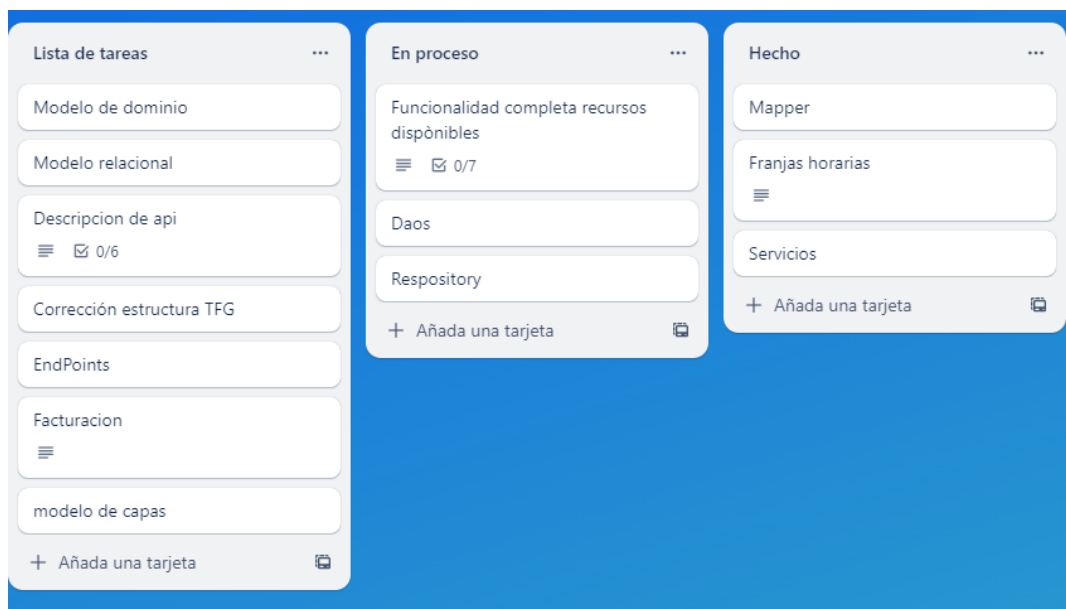 Lista de tareas
Modelo de dominio
Modelo relacional
Descripcion de api
0/6
Corrección estructura TFG
EndPoints
Facturacion
modelo de capas
+ Añada una tarjeta
En proceso
Funcionalidad completa recursos
dispònibles
0/7
Daos
Respository
+ Añada una tarjeta
Hecho
Mapper
Franjas horarias
Servicios
+ Añada una tarjeta